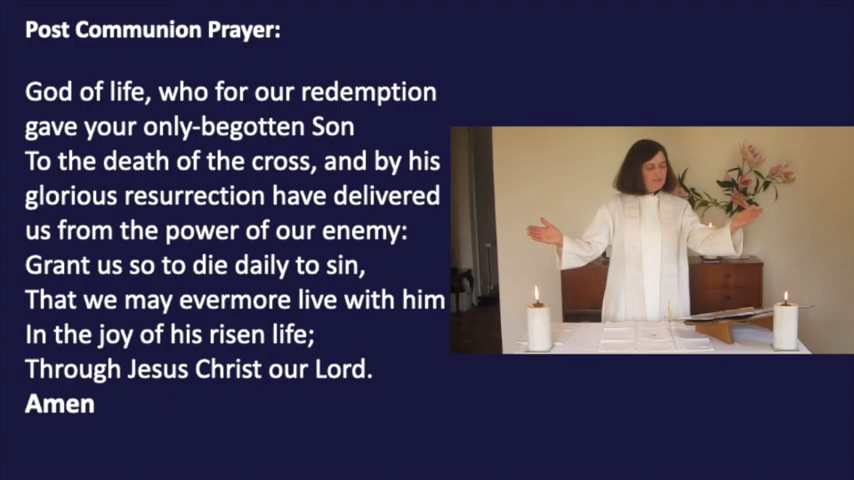 Post Communion Prayer:
God of life, who for our redemption
gave your only-begotten Son
To the death of the cross, and by his
glorious resurrection have delivered
us from the power of our enemy:
Grant us so to die daily to sin,
That we may evermore live with him
In the joy of his risen life;
Through Jesus Christ our Lord.
Amen